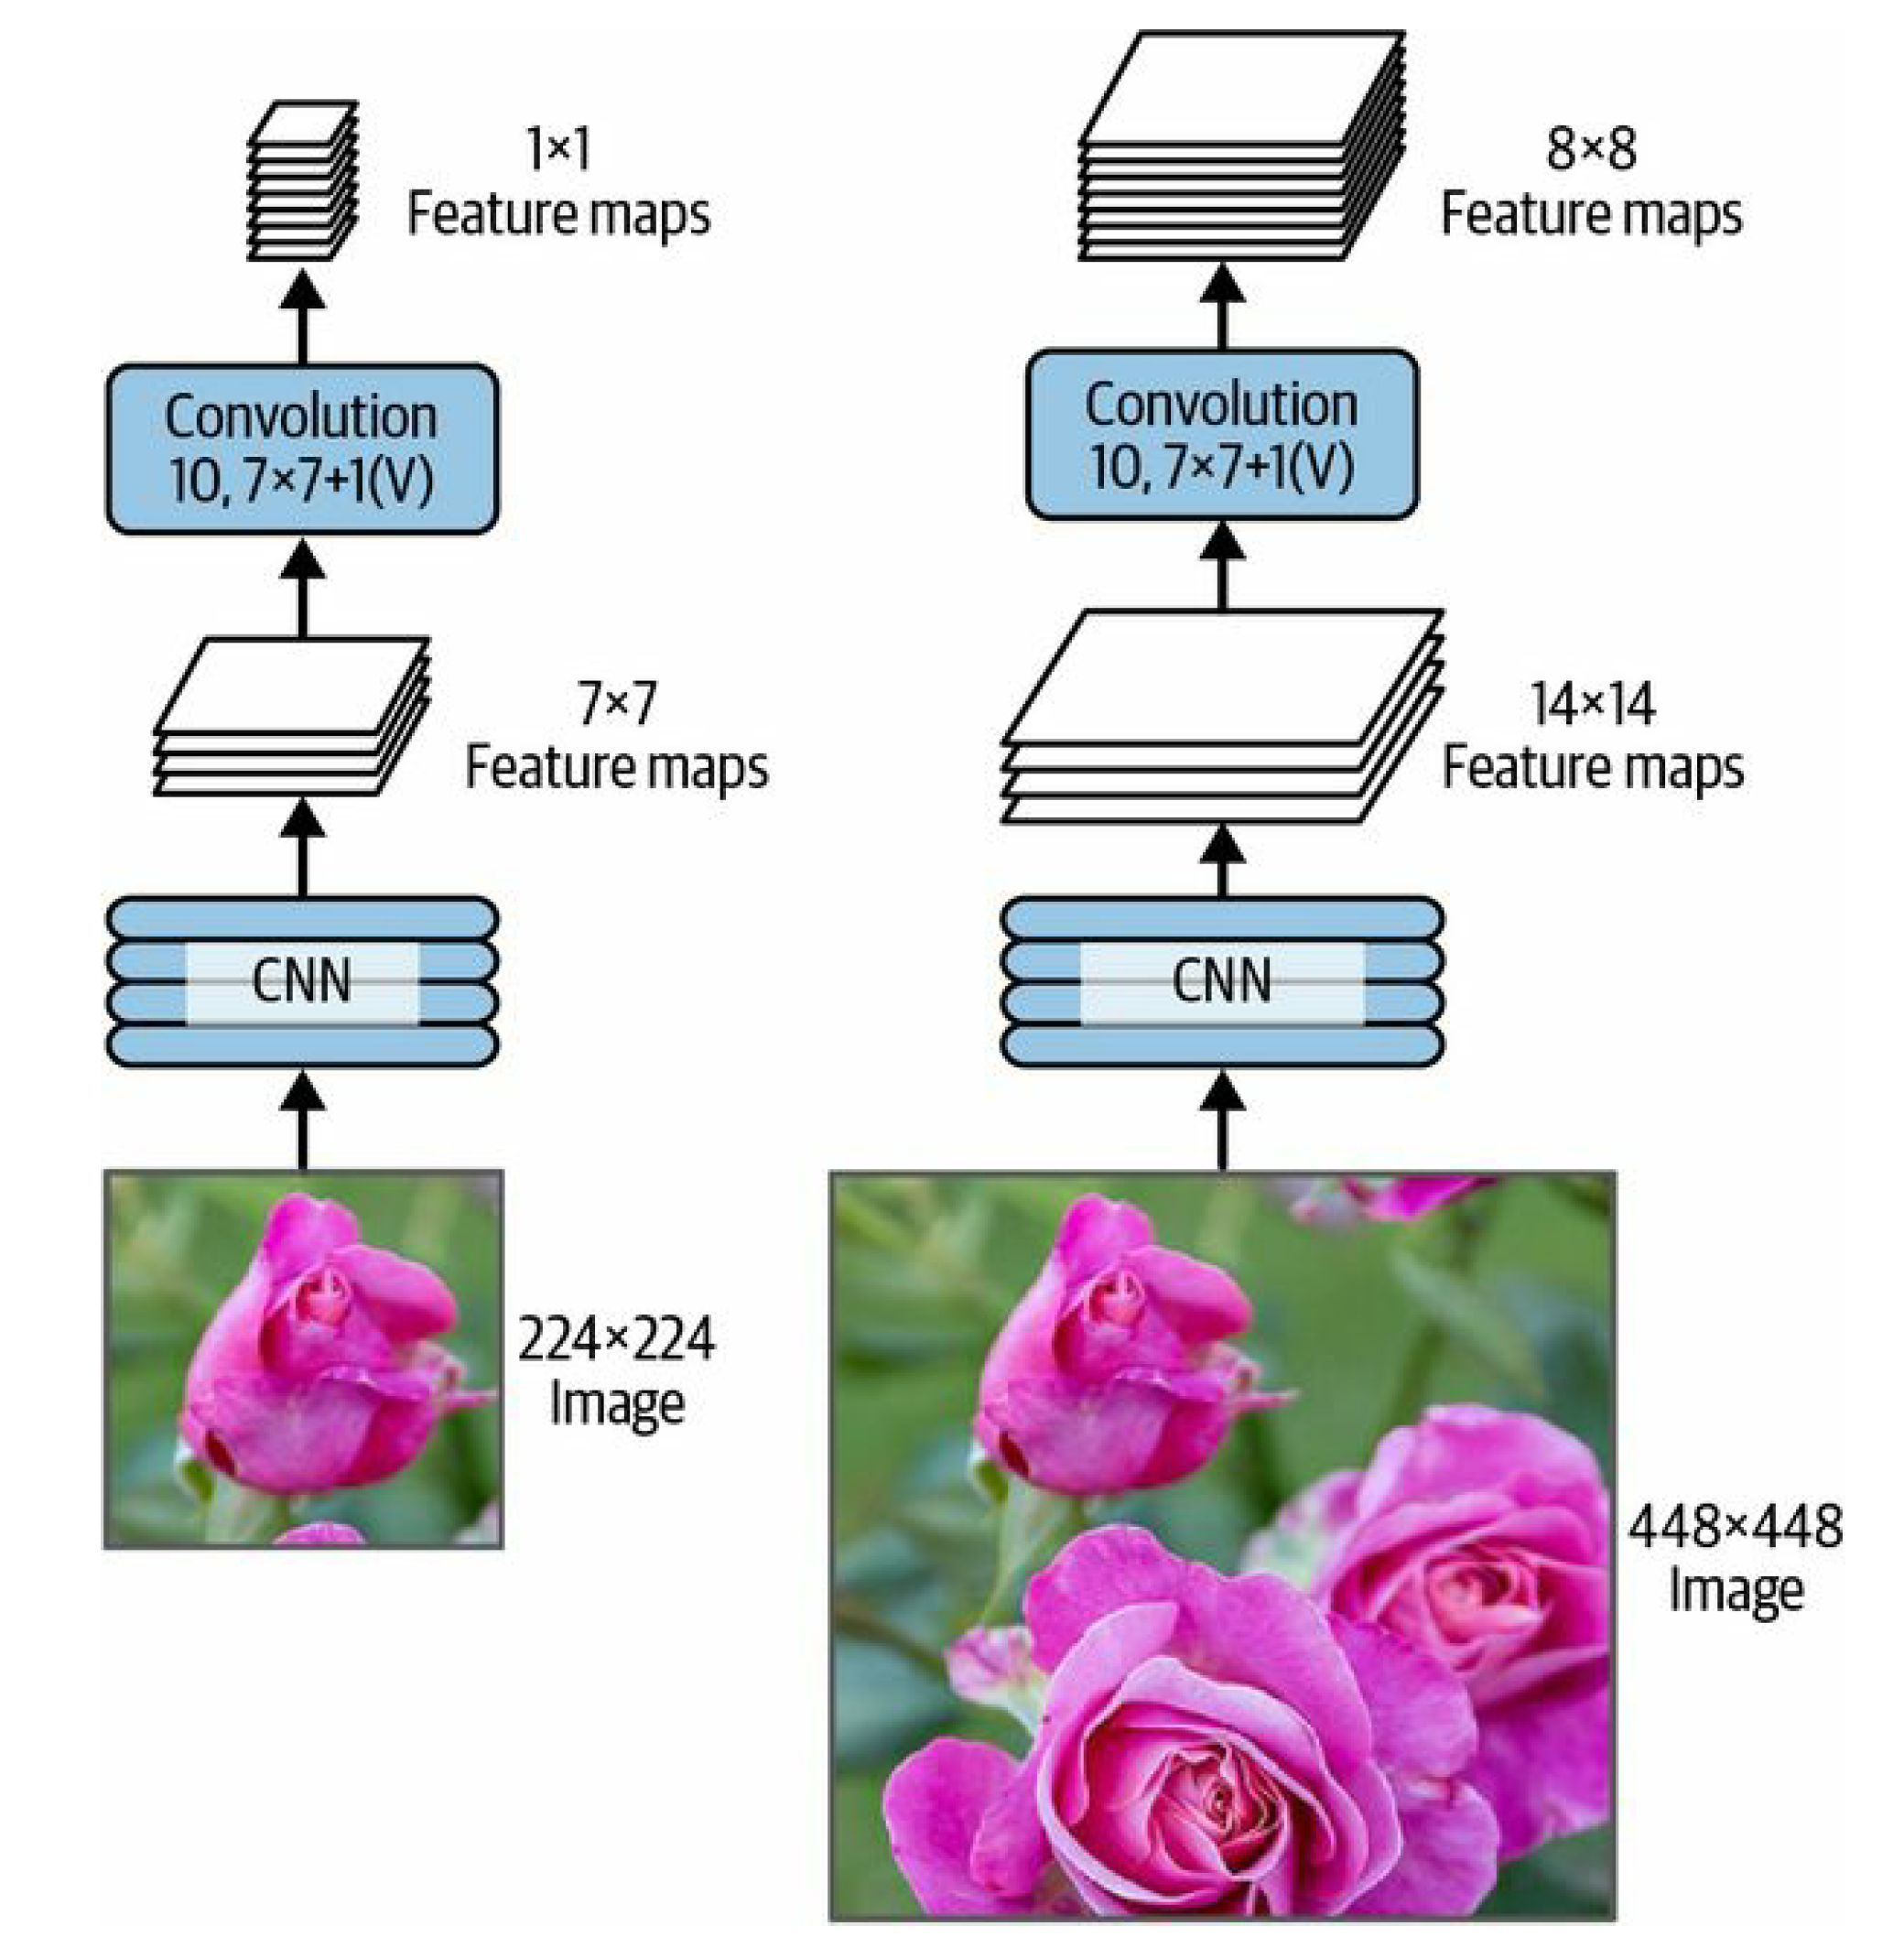 1×1
Feature maps
Convolution
10, 7×7+1(V)
7×7
Feature maps
CNN
224×224
Image
8×8
Feature maps
Convolution
10, 7×7+1(V)
14×14
Feature maps
CNN
448×448
Image